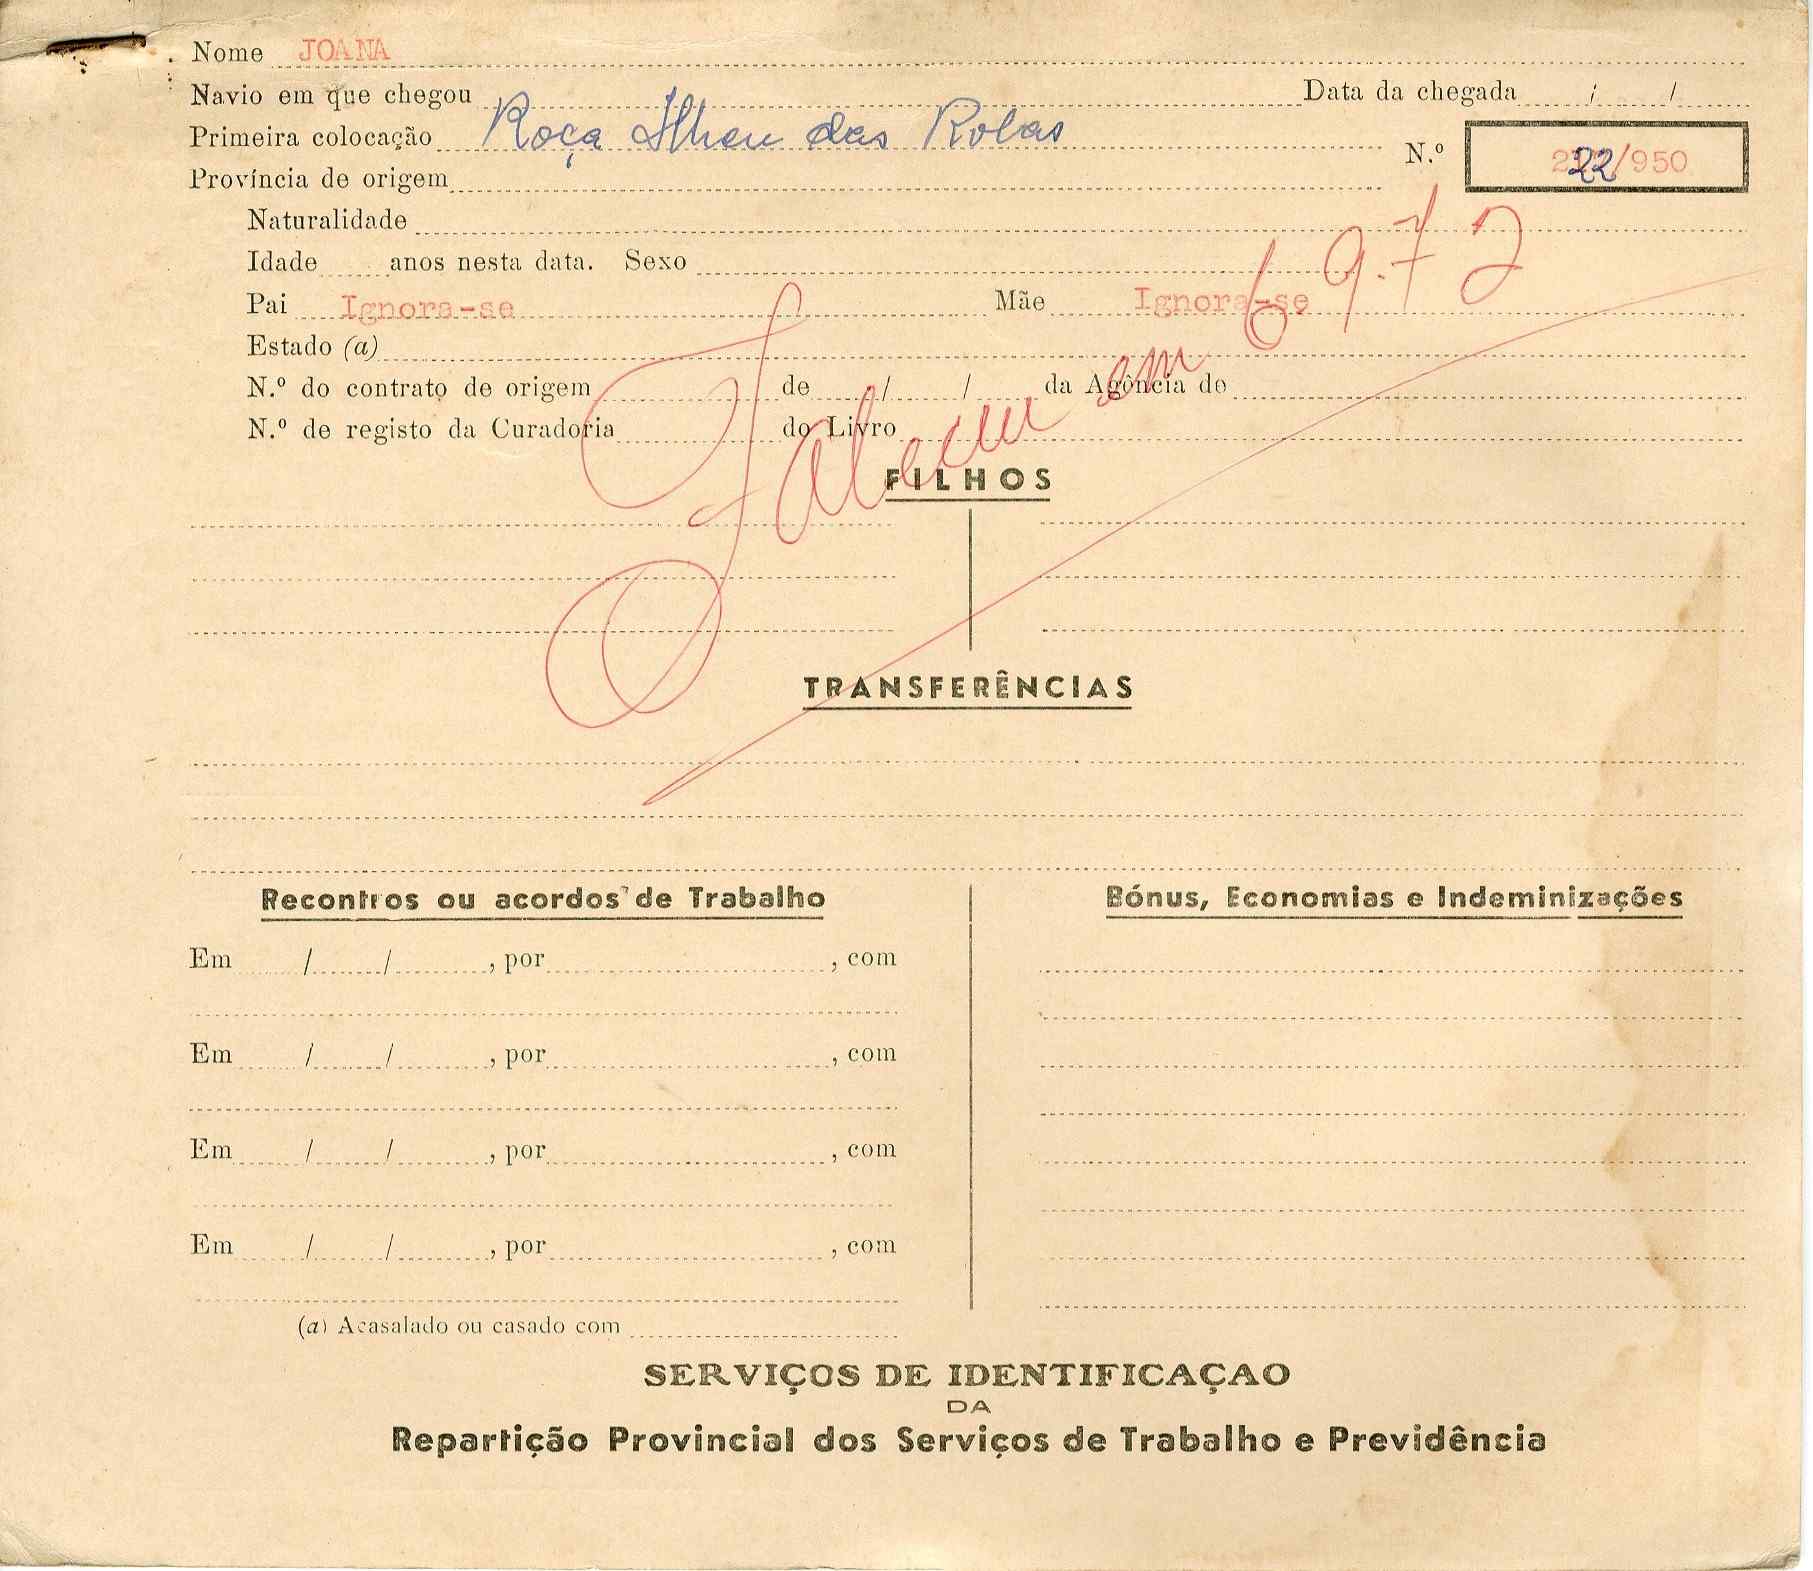 Nome JOANA
Navio em que chegou Data da chegada / /
Primeira colocação Roça Ilheu das Rolas
N.º 22/950
Província de origem
Naturalidade
Idade anos nesta data. Sexo
Pai Ignora-se Mãe Ignora-se
Estado (a)
N.º do contrato de origem de / / da Agência de
N.º de registo da Curadoria do Livro
Faleceu em 6 9.72
FILHOS
TRANSFERÊNCIAS
Recontros ou acordos de Trabalho
Em / / , por , com
Em / / , por , com
Em / / , por , com
Em / / , por , com
(a) Acasalado ou casado com
Bónus, Economias e Indeminizações
SERVIÇOS DE IDENTIFICAÇAO
DA
Repartição Provincial dos Serviços de Trabalho e Previdência